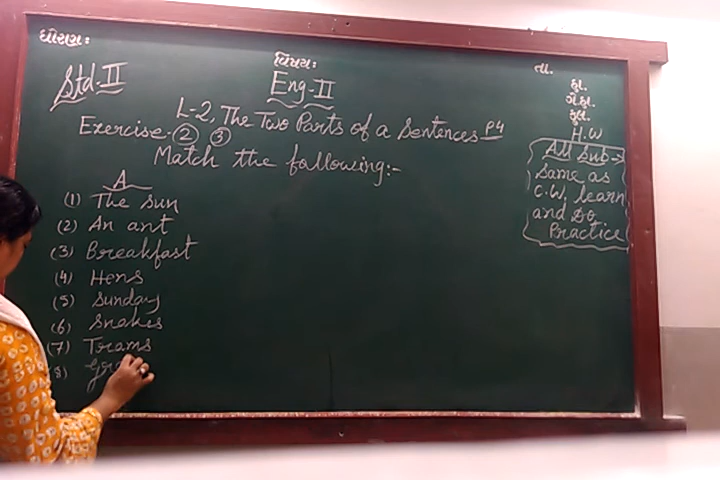 ધોરણ:
વિષય:
તા.
Std. II
Eng-II
કુ.
ગે.હા.
કુલ.
L-2, The Two Parts of a Sentences P4
Exercise. 2 3
Match the following:-
H.W
All Sub→
Same as
C.W. learn
and Do
Practice
A
(1) The sun
(2) An ant
(3) Breakfast
(4) Hens
(5) Sunday
(6) Snakes
(7) Trams
(8)